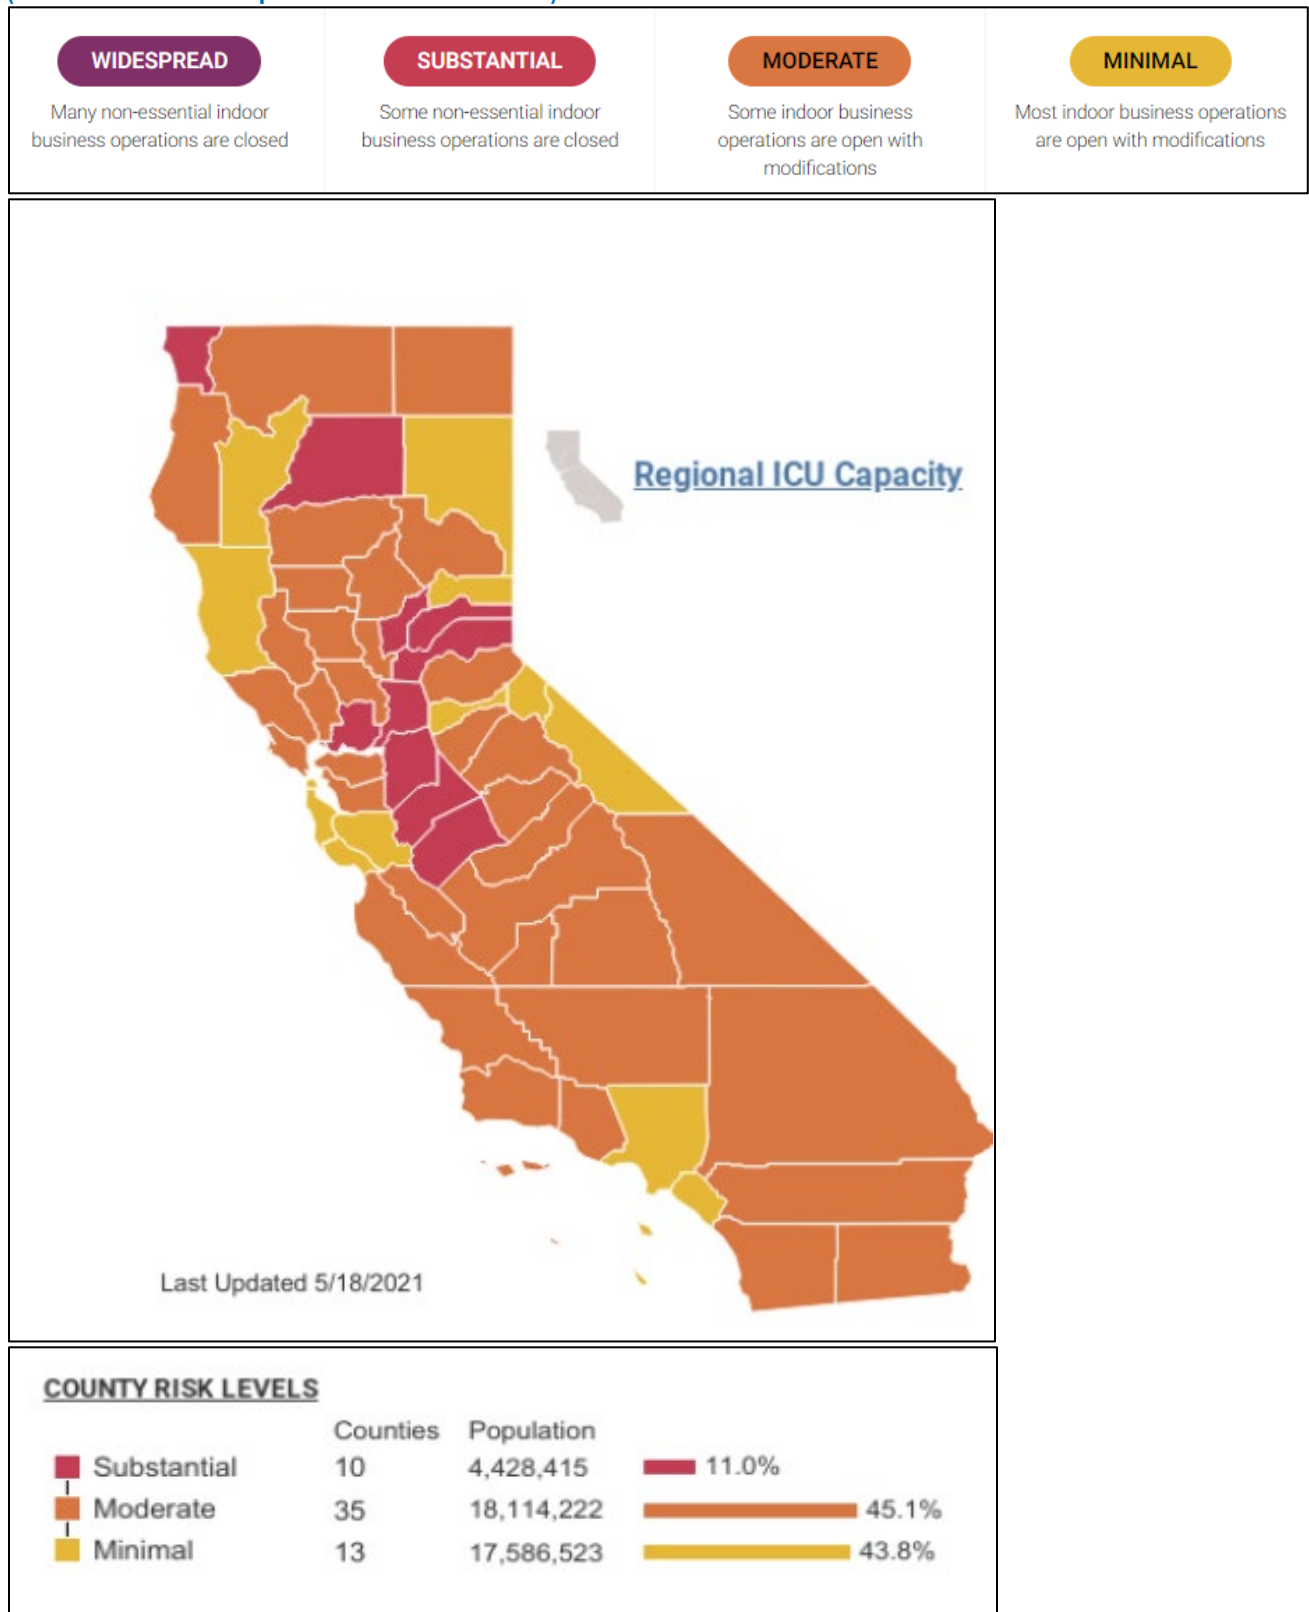 WIDESPREAD
Many non-essential indoor
business operations are closed
SUBSTANTIAL
Some non-essential indoor
business operations are closed
MODERATE
Some indoor business
operations are open with
modifications
MINIMAL
Most indoor business operations
are open with modifications
Regional ICU Capacity
Last Updated 5/18/2021
COUNTY RISK LEVELS
Counties Population
Substantial 10 4,428,415 11.0%
Moderate 35 18,114,222 45.1%
Minimal 13 17,586,523 43.8%